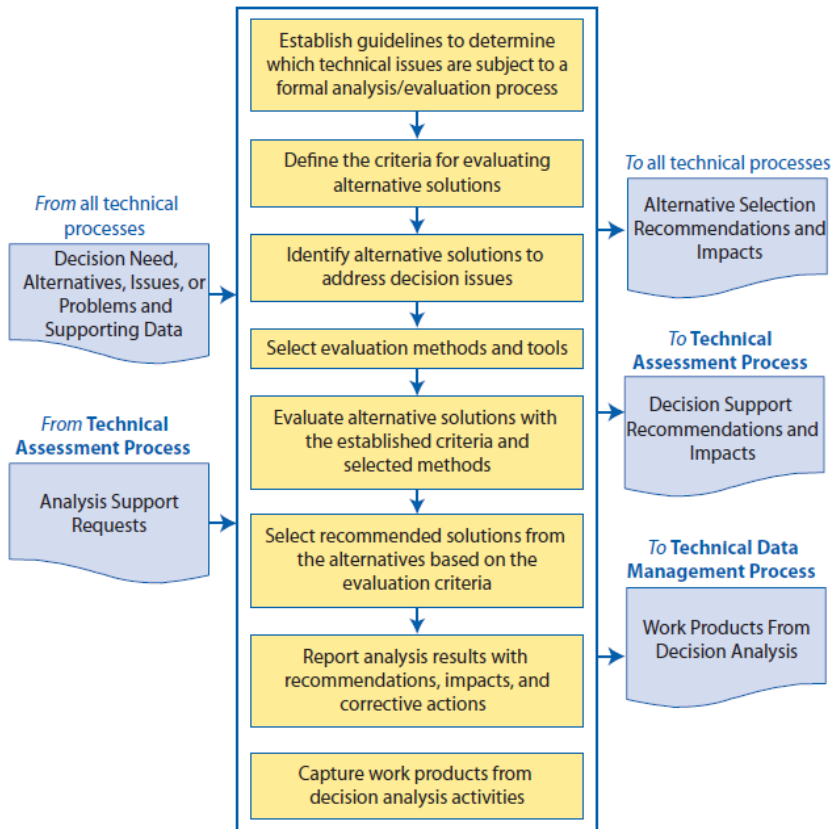 Establish guidelines to determine
which technical issues are subject to a
formal analysis/evaluation process
Define the criteria for evaluating
alternative solutions
Identify alternative solutions to
address decision issues
Select evaluation methods and tools
Evaluate alternative solutions with
the established criteria and
selected methods
Select recommended solutions from
the alternatives based on the
evaluation criteria
Report analysis results with
recommendations, impacts, and
corrective actions
Capture work products from
decision analysis activities
From all technical
processes
Decision Need,
Alternatives, Issues, or
Problems and
Supporting Data
From Technical
Assessment Process
Analysis Support
Requests
To all technical processes
Alternative Selection
Recommendations and
Impacts
To Technical
Assessment Process
Decision Support
Recommendations and
Impacts
To Technical Data
Management Process
Work Products From
Decision Analysis